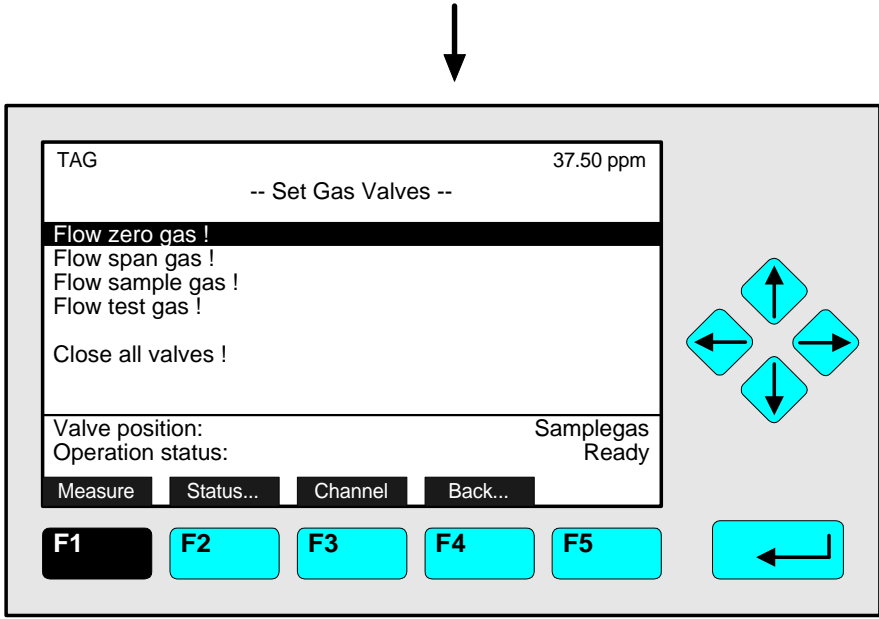 TAG 37.50 ppm
-- Set Gas Valves --
Flow zero gas !
Flow span gas !
Flow sample gas !
Flow test gas !
Close all valves !
Valve position: Samplegas
Operation status: Ready
Measure Status... Channel Back...
F1 F2 F3 F4 F5